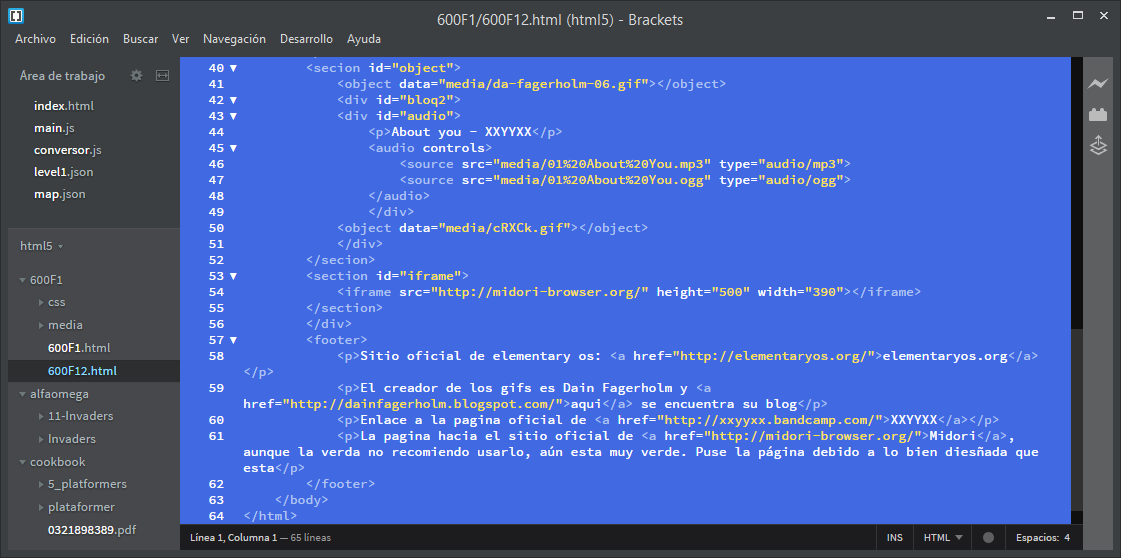 600F1/600F12.html (html5) - Brackets
Archivo Edición Buscar Ver Navegación Desarrollo Ayuda
Área de trabajo
index.html
main.js
conversor.js
level1.json
map.json
html5
600F1
css
media
600F1.html
600F12.html
alfaomega
11-Invaders
Invaders
cookbook
5_platformers
plataformer
0321898389.pdf
40 <secion id="object">
41 <object data="media/da-fagerholm-06.gif"></object>
42 <div id="bloq2">
43 <div id="audio">
44 <p>About you - XXYYXX</p>
45 <audio controls>
46 <source src="media/01%20About%20You.mp3" type="audio/mp3">
47 <source src="media/01%20About%20You.ogg" type="audio/ogg">
48 </audio>
49 </div>
50 <object data="media/cRXCk.gif"></object>
51 </div>
52 </secion>
53 <section id="iframe">
54 <iframe src="http://midori-browser.org/" height="500" width="390"></iframe>
55 </section>
56 </div>
57 <footer>
58 <p>Sitio oficial de elementary os: <a href="http://elementaryos.org/">elementaryos.org</a>
</p>
59 <p>El creador de los gifs es Dain Fagerholm y <a
href="http://dainfagerholm.blogspot.com/">aqui</a> se encuentra su blog</p>
60 <p>Enlace a la pagina oficial de <a href="http://xxyyxx.bandcamp.com/">XXYYXX</a></p>
61 <p>La pagina hacia el sitio oficial de <a href="http://midori-browser.org/">Midori</a>,
aunque la verda no recomiendo usarlo, aún esta muy verde. Puse la página debido a lo bien diesñada que
esta</p>
62 </footer>
63 </body>
64 </html>
Línea 1, Columna 1 — 65 líneas INS HTML Espacios: 4